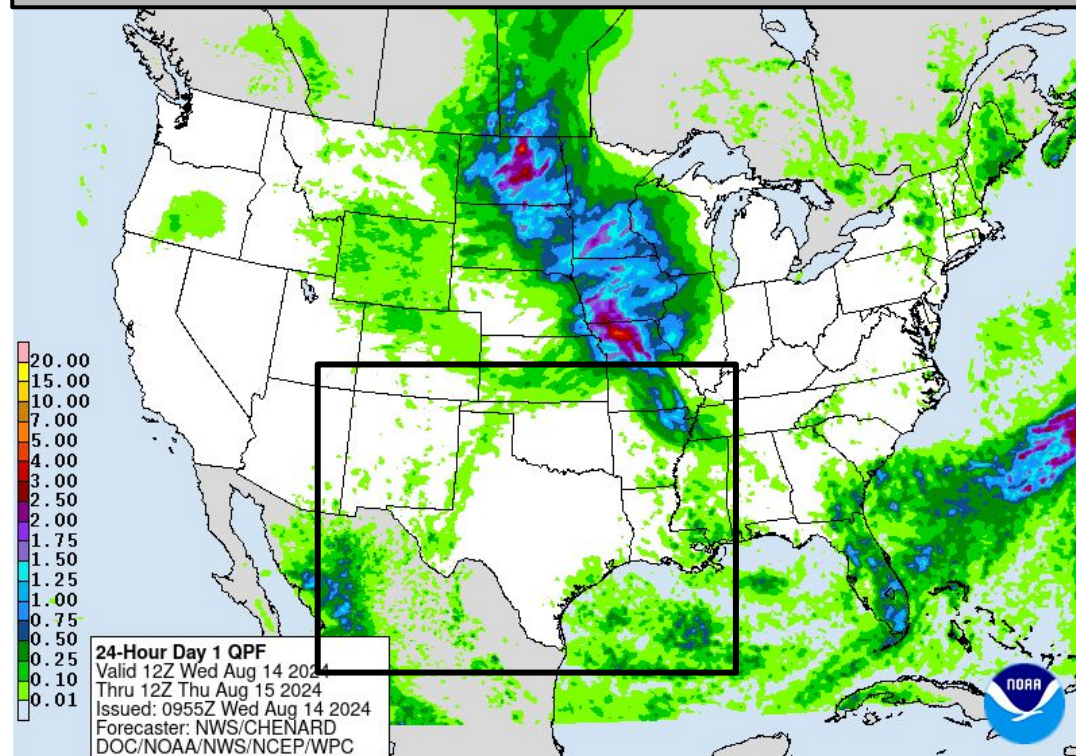 20.00
15.00
10.00
7.00
5.00
4.00
3.00
2.50
2.00
1.75
1.50
1.25
1.00
0.75
0.50
0.25
0.10
0.01
24-Hour Day 1 QPF
Valid 12Z Wed Aug 14 2024
Thru 12Z Thu Aug 15 2024
Issued: 0955Z Wed Aug 14 2024
Forecaster: NWS/CHENARD
DOC/NOAA/NWS/NCEP/WPC
NOAA